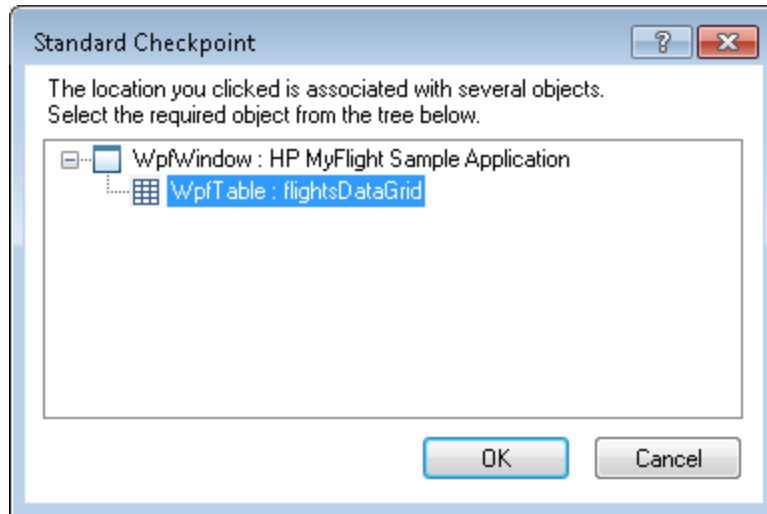 Standard Checkpoint
The location you clicked is associated with several objects.
Select the required object from the tree below.
WpfWindow : HP MyFlight Sample Application
WpfTable : flightsDataGrid
OK Cancel